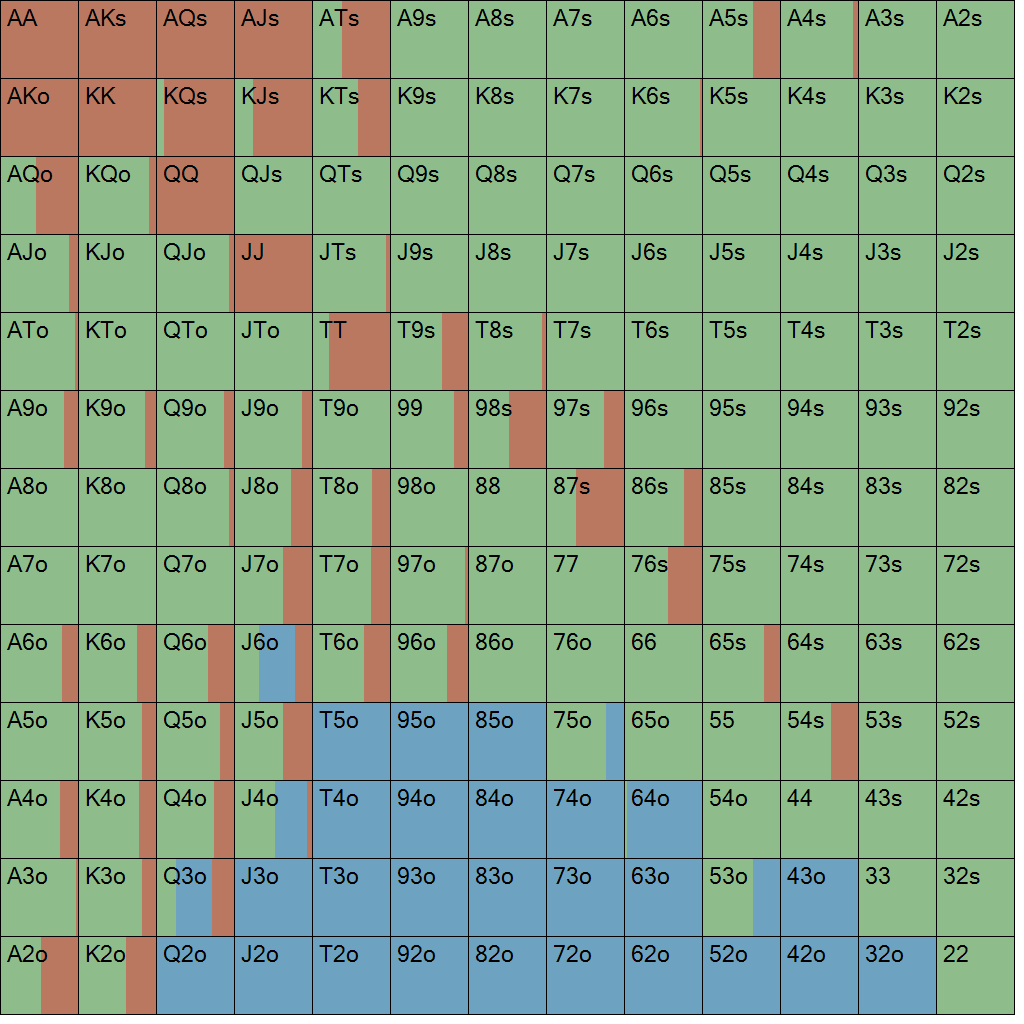 AA AKs AQs AJs ATs A9s A8s A7s A6s A5s A4s A3s A2s
AKo KK KQs KJs KTs K9s K8s K7s K6s K5s K4s K3s K2s
AQo KQo QQ QJs QTs Q9s Q8s Q7s Q6s Q5s Q4s Q3s Q2s
AJo KJo QJo JJ JTs J9s J8s J7s J6s J5s J4s J3s J2s
ATo KTo QTo JTo TT T9s T8s T7s T6s T5s T4s T3s T2s
A9o K9o Q9o J9o T9o 99 98s 97s 96s 95s 94s 93s 92s
A8o K8o Q8o J8o T8o 98o 88 87s 86s 85s 84s 83s 82s
A7o K7o Q7o J7o T7o 97o 87o 77 76s 75s 74s 73s 72s
A6o K6o Q6o J6o T6o 96o 86o 76o 66 65s 64s 63s 62s
A5o K5o Q5o J5o T5o 95o 85o 75o 65o 55 54s 53s 52s
A4o K4o Q4o J4o T4o 94o 84o 74o 64o 54o 44 43s 42s
A3o K3o Q3o J3o T3o 93o 83o 73o 63o 53o 43o 33 32s
A2o K2o Q2o J2o T2o 92o 82o 72o 62o 52o 42o 32o 22